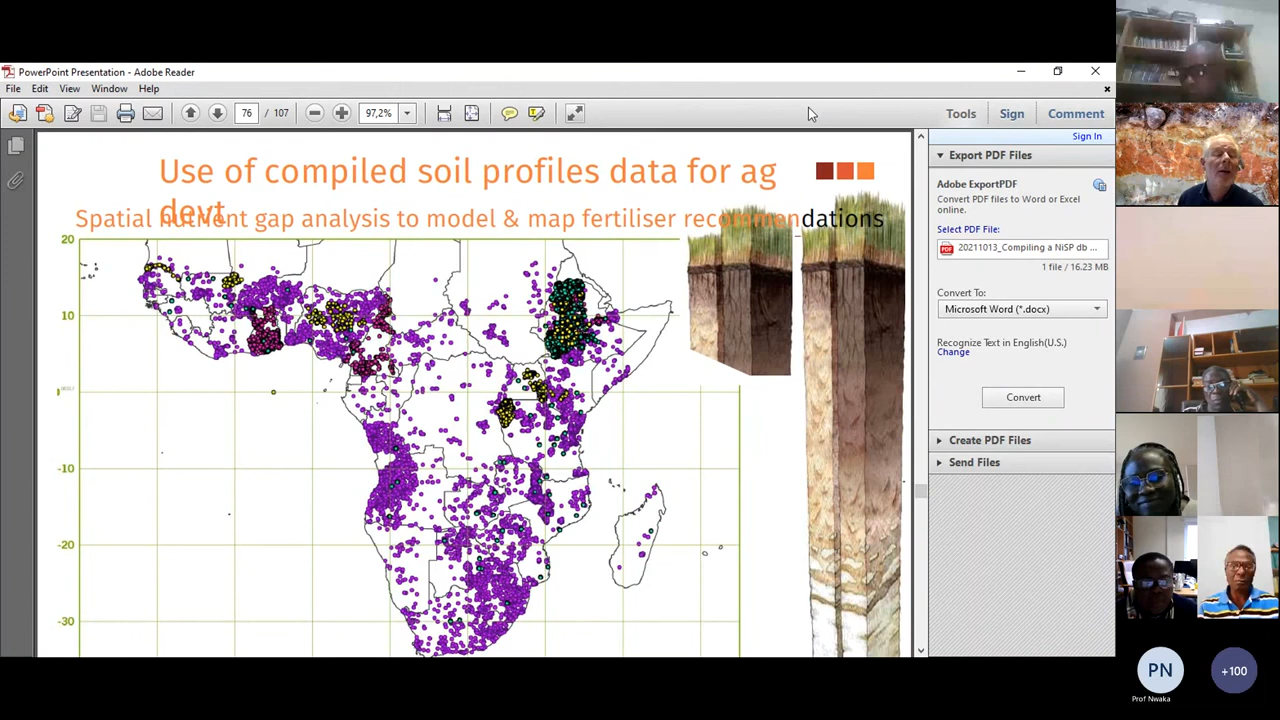 PowerPoint Presentation - Adobe Reader
File Edit View Window Help
76 / 107
97,2%
Tools Sign Comment
Sign In
Use of compiled soil profiles data for ag
devt
Spatial nutrient gap analysis to model & map fertiliser recommendations
20
10
-10
-20
-30
Export PDF Files
Adobe ExportPDF
Convert PDF files to Word or Excel
online.
Select PDF File:
20211013_Compiling a NiSP db ...
1 file / 16.23 MB
Convert To:
Microsoft Word (*.docx)
Recognize Text in English(U.S.)
Change
Convert
Create PDF Files
Send Files
PN
Prof Nwaka
+100